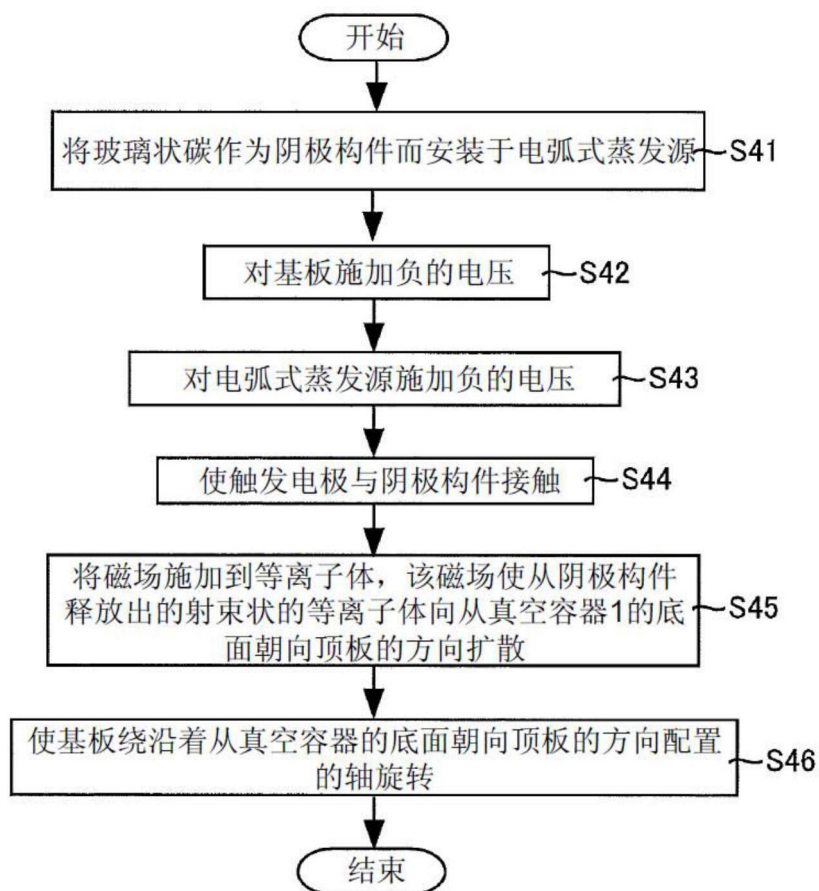 开始
将玻璃状碳作为阴极构件而安装于电弧式蒸发源
S41
对基板施加负的电压
S42
对电弧式蒸发源施加负的电压
S43
使触发电极与阴极构件接触
S44
将磁场施加到等离子体，该磁场使从阴极构件
释放出的射束状的等离子体向从真空容器1的底
面朝向顶板的方向扩散
S45
使基板绕沿着从真空容器的底面朝向顶板的方向配置
的轴旋转
S46
结束